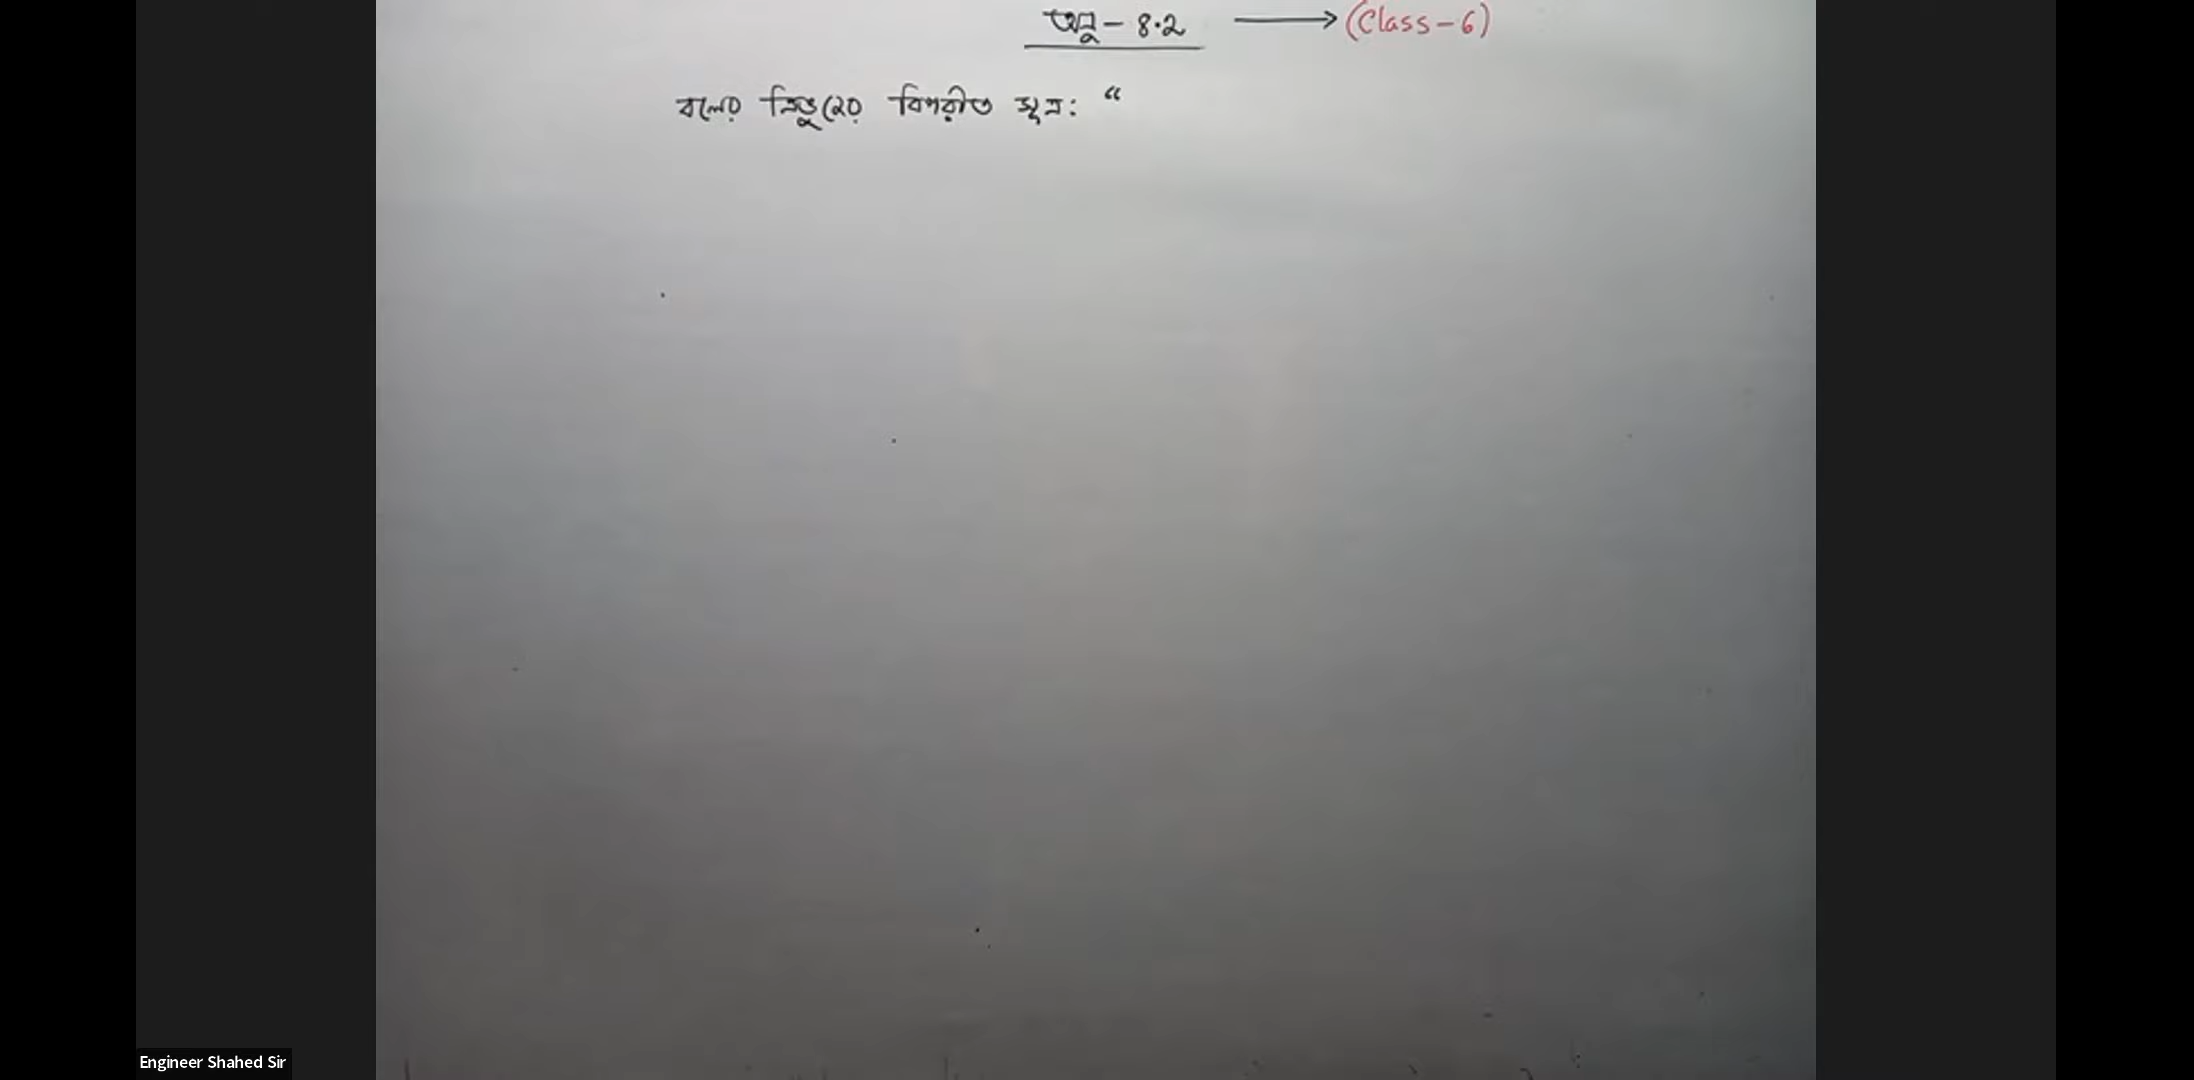 অনু - ৪.২ → (Class - 6)
বলের ত্রিভুজের বিপরীত সূত্র: “
Engineer Shahed Sir